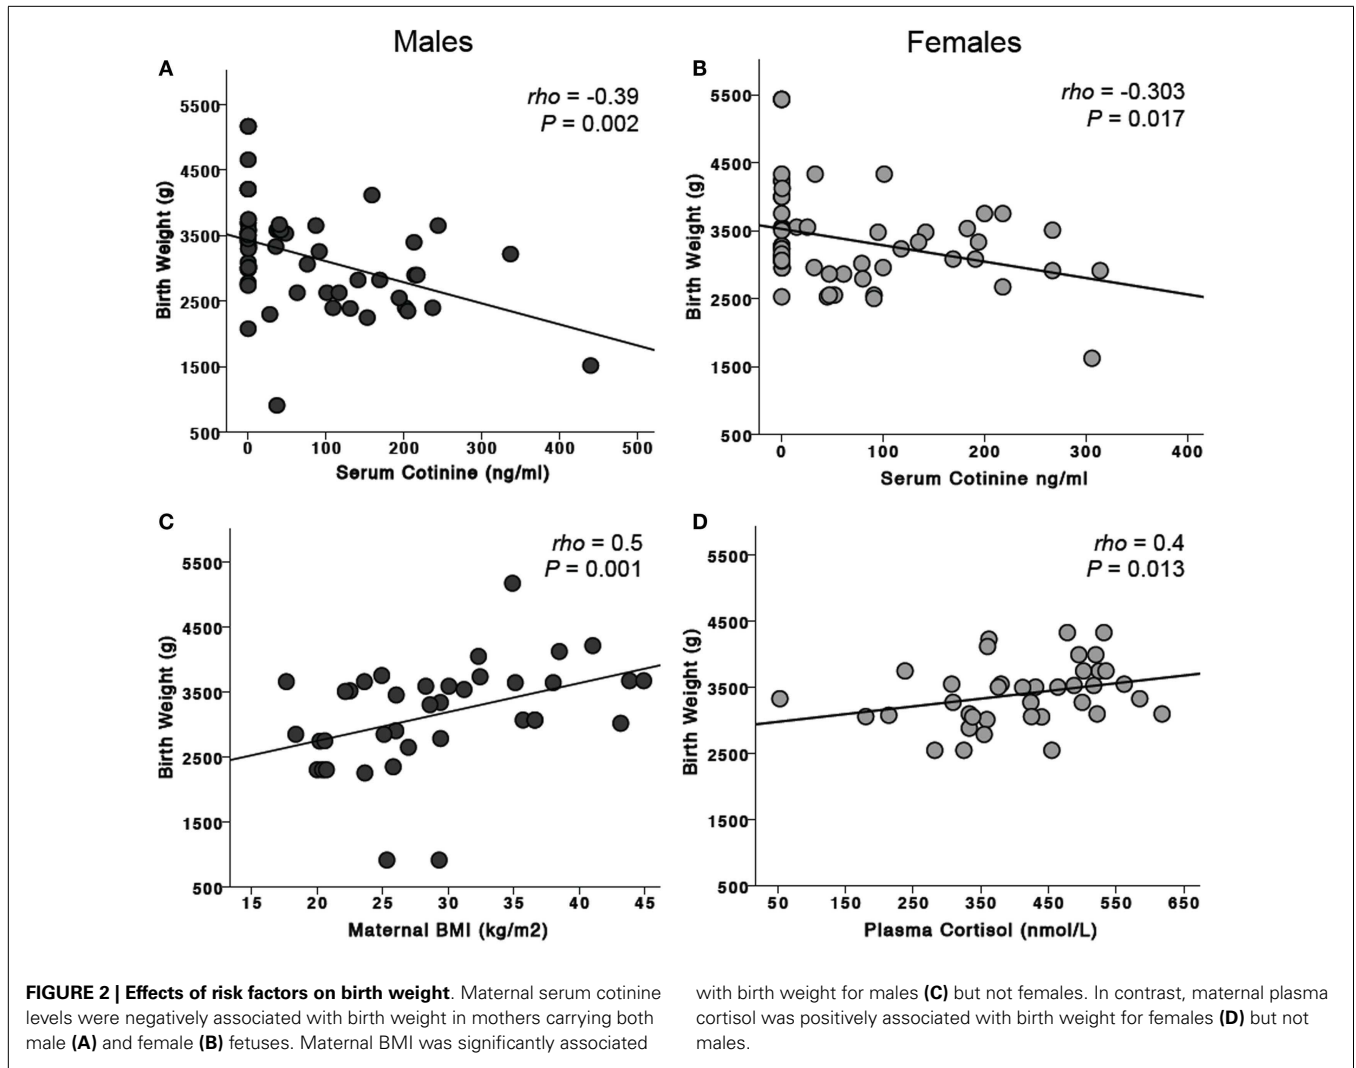 Males
Females
A
rho = -0.39
P = 0.002
5500
4500
3500
2500
1500
500
Birth Weight (g)
0 100 200 300 400 500
Serum Cotinine (ng/ml)
B
rho = -0.303
P = 0.017
5500
4500
3500
2500
1500
500
Birth Weight (g)
0 100 200 300 400
Serum Cotinine ng/ml
C
rho = 0.5
P = 0.001
5500
4500
3500
2500
1500
500
Birth Weight (g)
15 20 25 30 35 40 45
Maternal BMI (kg/m2)
D
rho = 0.4
P = 0.013
5500
4500
3500
2500
1500
500
Birth Weight (g)
50 150 250 350 450 550 650
Plasma Cortisol (nmol/L)
FIGURE 2 | Effects of risk factors on birth weight. Maternal serum cotinine
levels were negatively associated with birth weight in mothers carrying both
male (A) and female (B) fetuses. Maternal BMI was significantly associated
with birth weight for males (C) but not females. In contrast, maternal plasma
cortisol was positively associated with birth weight for females (D) but not
males.